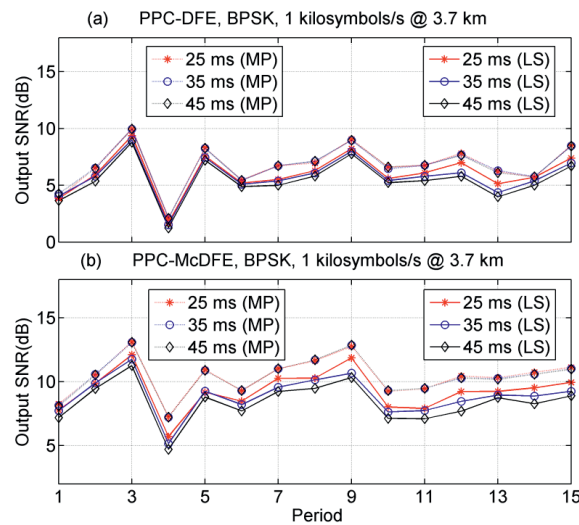 (a) PPC-DFE, BPSK, 1 kilosymbols/s @ 3.7 km
Output SNR(dB)
15
10
5
0
25 ms (MP)
35 ms (MP)
45 ms (MP)
25 ms (LS)
35 ms (LS)
45 ms (LS)
(b) PPC-McDFE, BPSK, 1 kilosymbols/s @ 3.7 km
Output SNR(dB)
15
10
5
25 ms (MP)
35 ms (MP)
45 ms (MP)
25 ms (LS)
35 ms (LS)
45 ms (LS)
1 3 5 7 9 11 13 15
Period